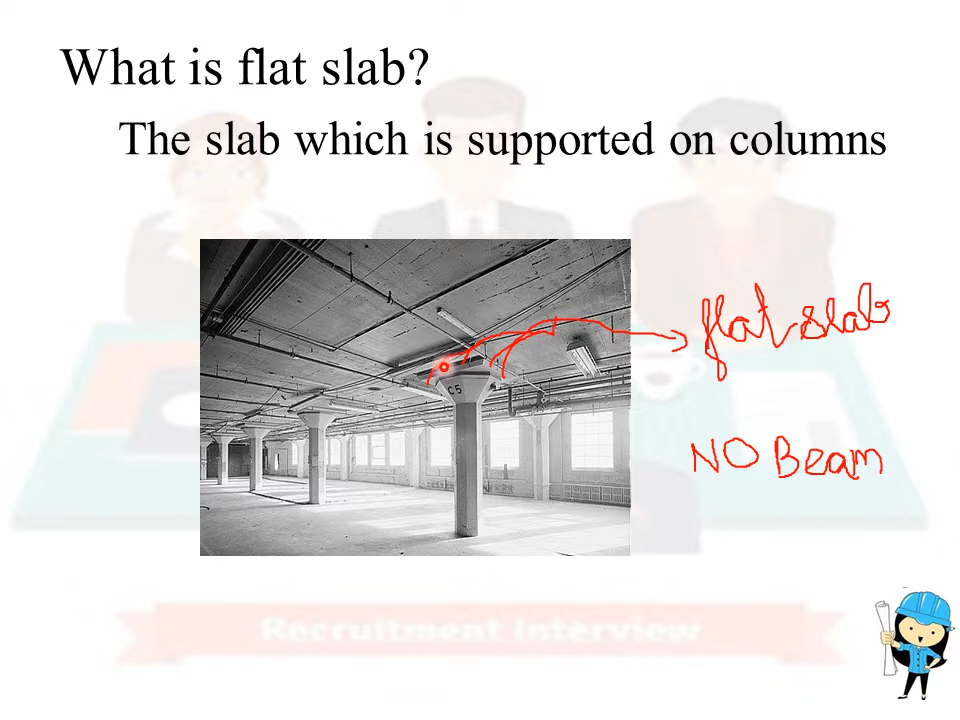 What is flat slab?
The slab which is supported on columns
flat slab
C5
NO Beam
Recruitment Interview